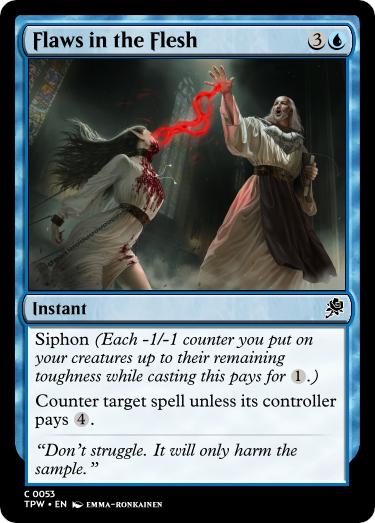 Flaws in the Flesh 3
Instant
Siphon (Each -1/-1 counter you put on
your creatures up to their remaining
toughness while casting this pays for 1.)
Counter target spell unless its controller
pays 4.
“Don’t struggle. It will only harm the
sample.”
C 0053
TPW • EN EMMA-RONKAINEN